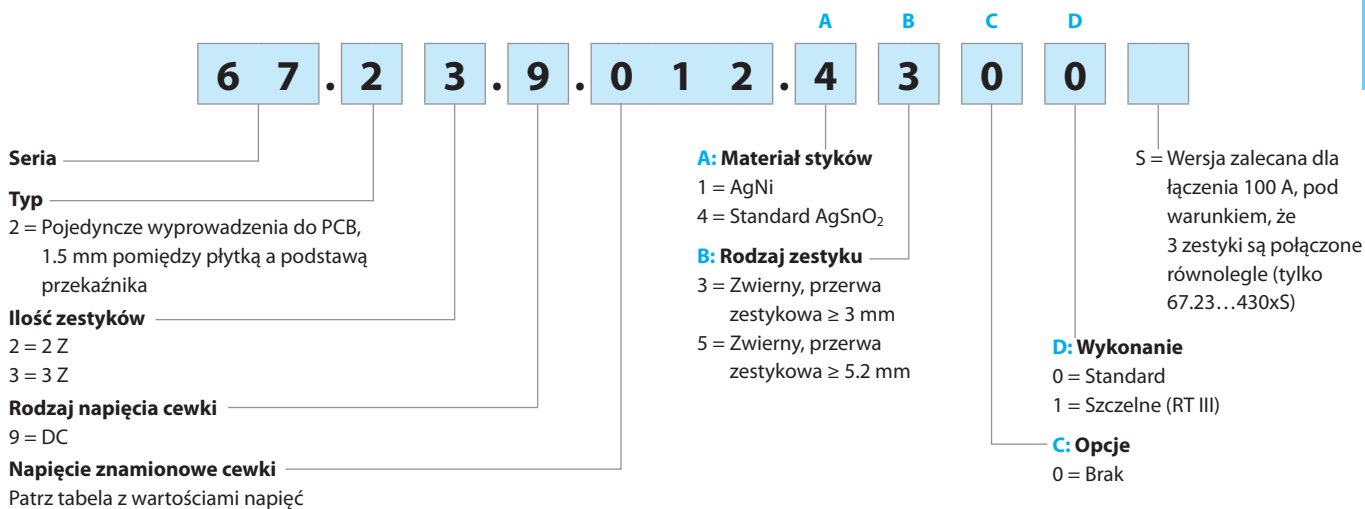 A B C D
6 7 . 2 3 . 9 . 0 1 2 . 4 3 0 0
Seria
Typ
2 = Pojedyncze wyprowadzenia do PCB,
1.5 mm pomiędzy płytką a podstawą
przekaźnika
Ilość zestyków
2 = 2 Z
3 = 3 Z
Rodzaj napięcia cewki
9 = DC
Napięcie znamionowe cewki
Patrz tabela z wartościami napięć
A: Materiał styków
1 = AgNi
4 = Standard AgSnO₂
B: Rodzaj zestyku
3 = Zwierny, przerwa
zestykowa ≥ 3 mm
5 = Zwierny, przerwa
zestykowa ≥ 5.2 mm
S = Wersja zalecana dla
łączenia 100 A, pod
warunkiem, że
3 zestyki są połączone
równolegle (tylko
67.23…430xS)
D: Wykonanie
0 = Standard
1 = Szczelne (RT III)
C: Opcje
0 = Brak